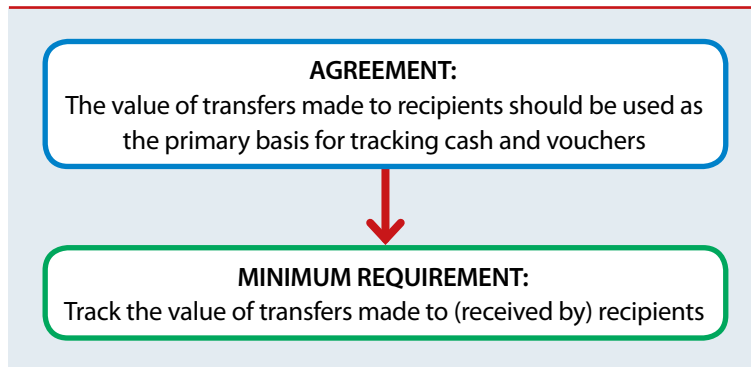 AGREEMENT:
The value of transfers made to recipients should be used as
the primary basis for tracking cash and vouchers
MINIMUM REQUIREMENT:
Track the value of transfers made to (received by) recipients